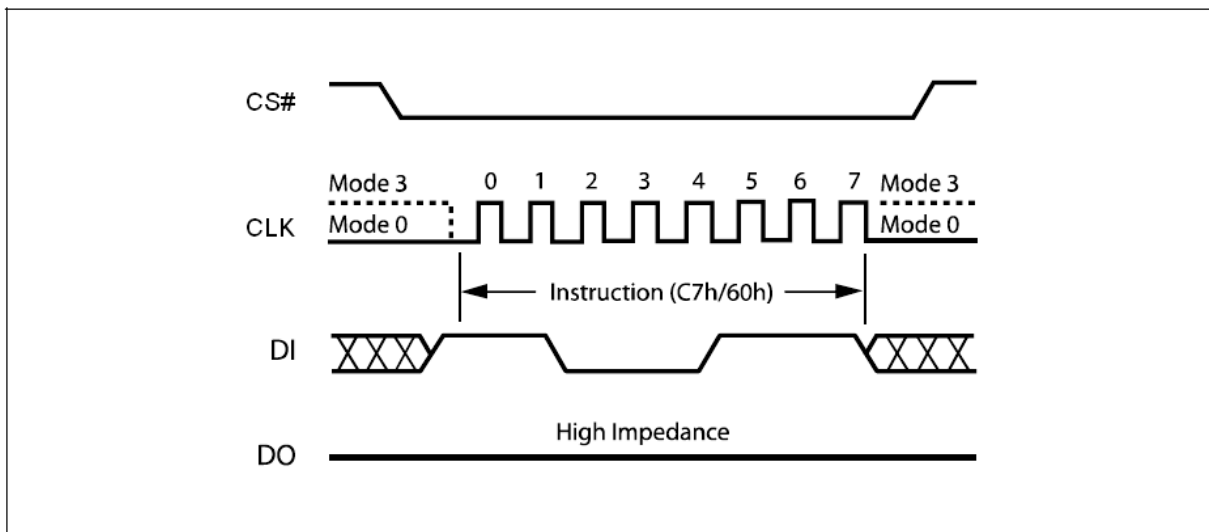 CS#
Mode 3 0 1 2 3 4 5 6 7 Mode 3
CLK Mode 0 Mode 0
Instruction (C7h/60h)
DI
High Impedance
DO